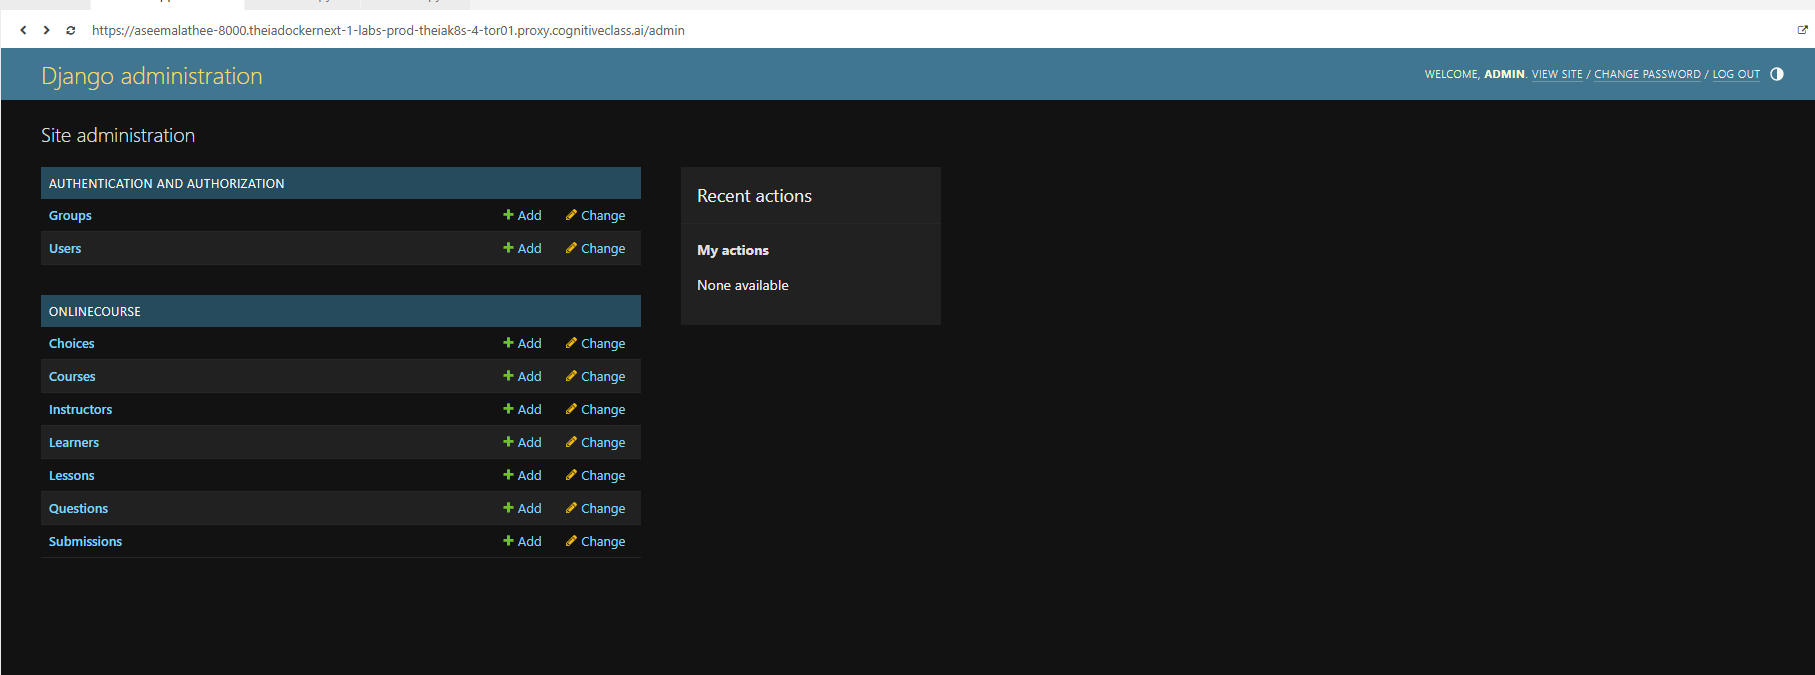 https://aseemalathee-8000.theiadockernext-1-labs-prod-theiak8s-4-tor01.proxy.cognitiveclass.ai/admin
Django administration
WELCOME, ADMIN. VIEW SITE / CHANGE PASSWORD / LOG OUT
Site administration
AUTHENTICATION AND AUTHORIZATION
Groups Add Change
Users Add Change
ONLINECOURSE
Choices Add Change
Courses Add Change
Instructors Add Change
Learners Add Change
Lessons Add Change
Questions Add Change
Submissions Add Change
Recent actions
My actions
None available